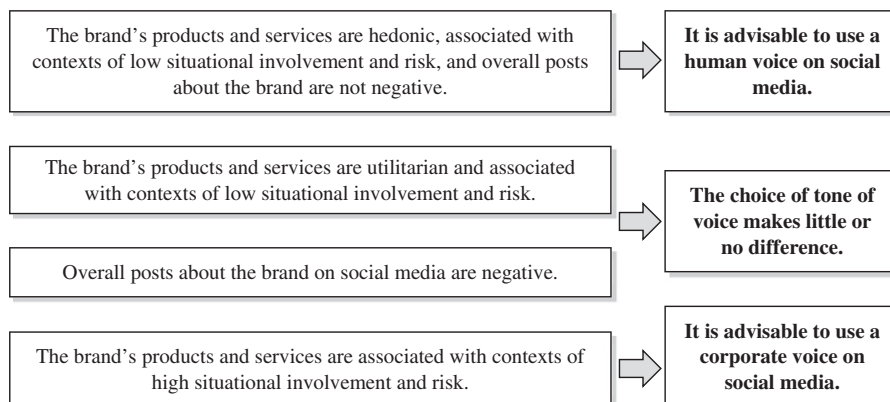 The brand's products and services are hedonic, associated with
contexts of low situational involvement and risk, and overall posts
about the brand are not negative.
It is advisable to use a
human voice on social
media.
The brand's products and services are utilitarian and associated
with contexts of low situational involvement and risk.
Overall posts about the brand on social media are negative.
The choice of tone of
voice makes little or
no difference.
The brand's products and services are associated with contexts of
high situational involvement and risk.
It is advisable to use a
corporate voice on
social media.